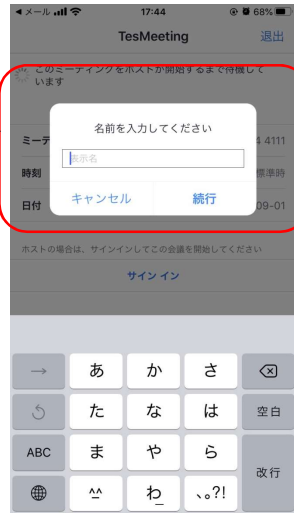 メール 17:44 68%
TesMeeting 退出
このミーティングをホストが開始するまで待機して
います
名前を入力してください
ミーテ 4111
表示名
時刻 標準時
キャンセル 続行
日付 09-01
ホストの場合は、サインインしてこの会議を開始してください
サイン イン
→ あ か さ
た な は 空白
ABC ま や ら
改行
^^ わ 、。?!